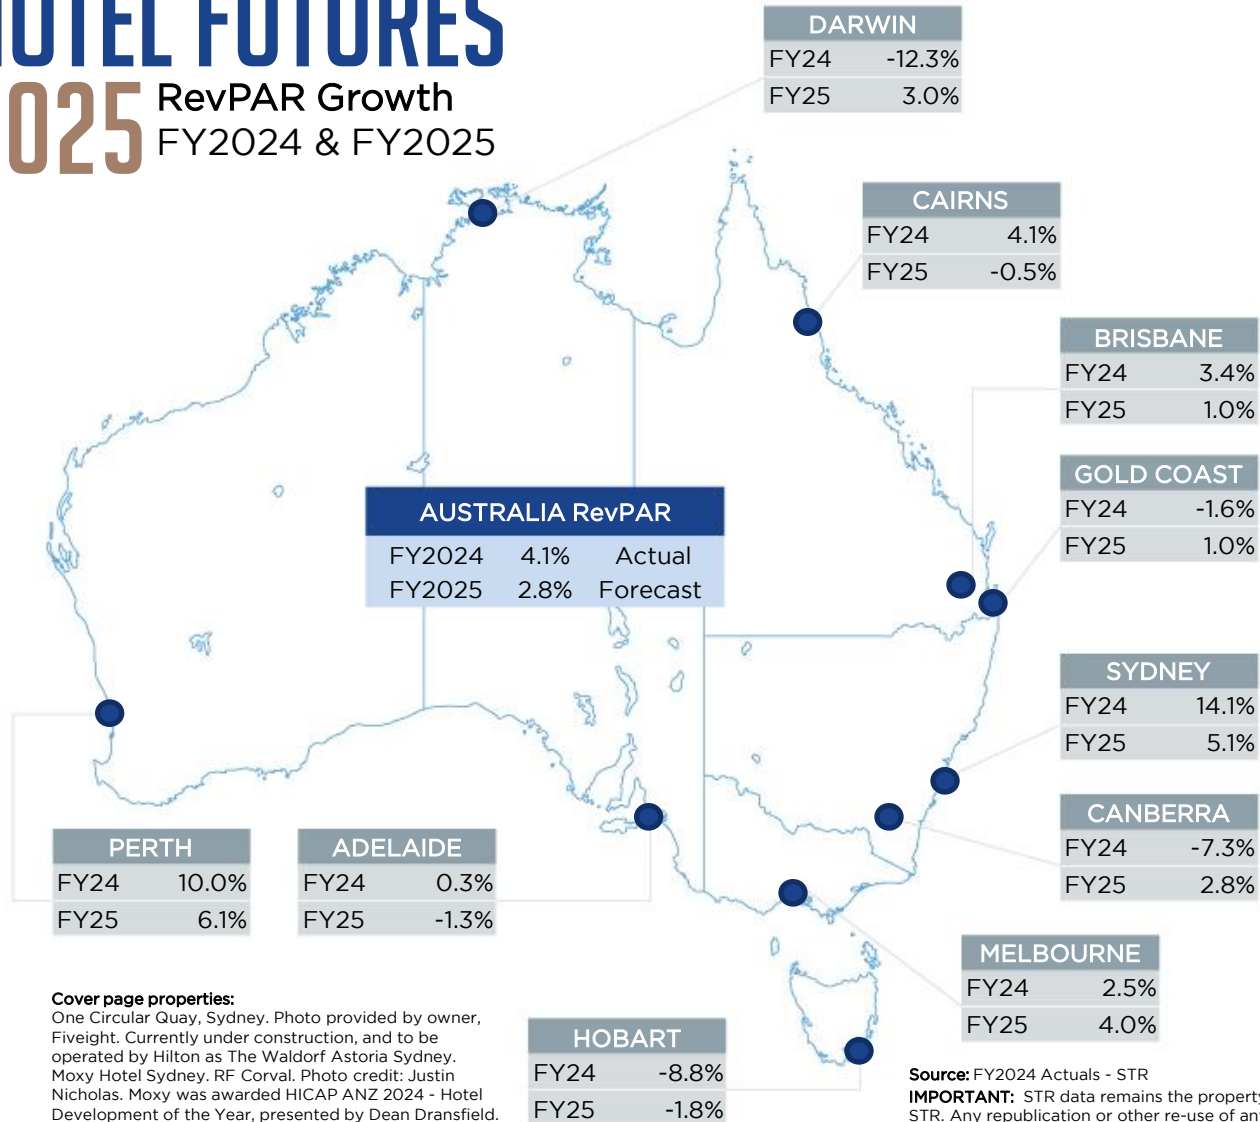 HOTEL FUTURES
025
RevPAR Growth
FY2024 & FY2025
DARWIN
FY24 -12.3%
FY25 3.0%
CAIRNS
FY24 4.1%
FY25 -0.5%
BRISBANE
FY24 3.4%
FY25 1.0%
GOLD COAST
FY24 -1.6%
FY25 1.0%
AUSTRALIA RevPAR
FY2024 4.1% Actual
FY2025 2.8% Forecast
SYDNEY
FY24 14.1%
FY25 5.1%
CANBERRA
FY24 -7.3%
FY25 2.8%
PERTH
FY24 10.0%
FY25 6.1%
ADELAIDE
FY24 0.3%
FY25 -1.3%
MELBOURNE
FY24 2.5%
FY25 4.0%
HOBART
FY24 -8.8%
FY25 -1.8%
Cover page properties:
One Circular Quay, Sydney. Photo provided by owner,
Fiveight. Currently under construction, and to be
operated by Hilton as The Waldorf Astoria Sydney.
Moxy Hotel Sydney. RF Corval. Photo credit: Justin
Nicholas. Moxy was awarded HICAP ANZ 2024 - Hotel
Development of the Year, presented by Dean Dransfield.
Source: FY2024 Actuals - STR
IMPORTANT: STR data remains the property
STR. Any republication or other re-use of